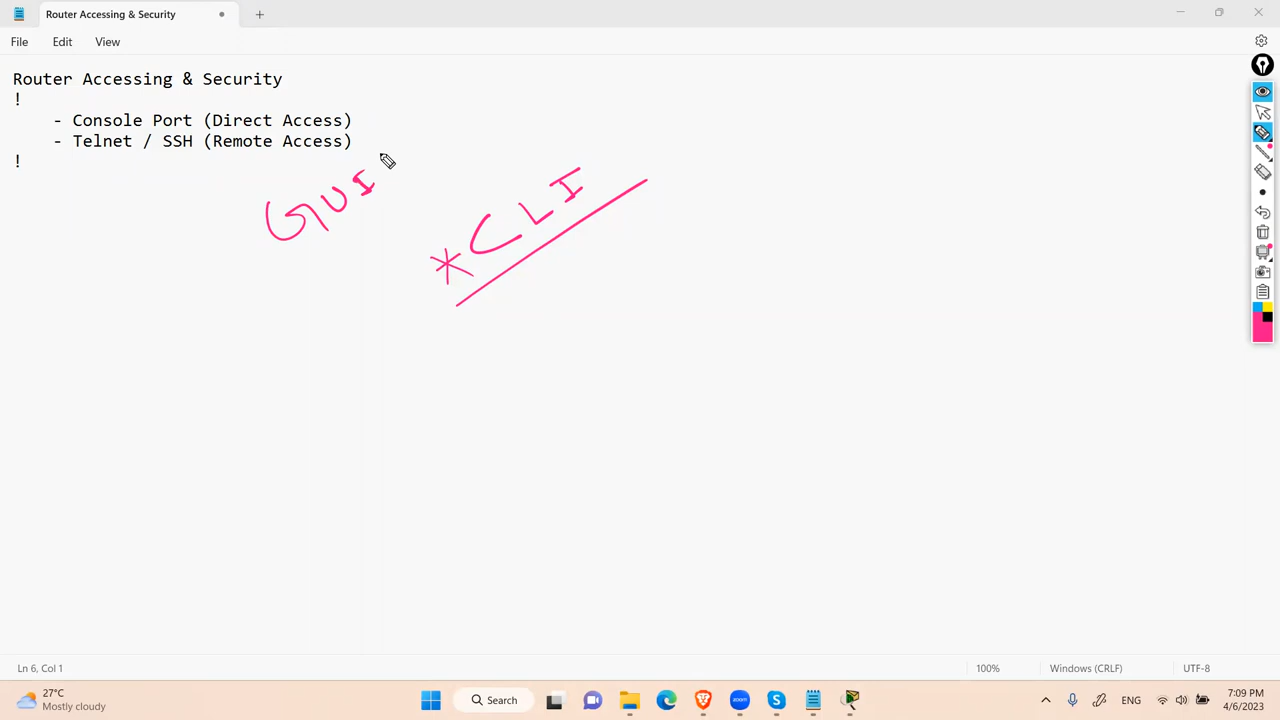 Router Accessing & Security
File Edit View
Router Accessing & Security
!
- Console Port (Direct Access)
- Telnet / SSH (Remote Access)
!
GUI
*CLI
Ln 6, Col 1 100% Windows (CRLF) UTF-8
27°C
Mostly cloudy
Search
zoom
ENG
7:09 PM
4/6/2023